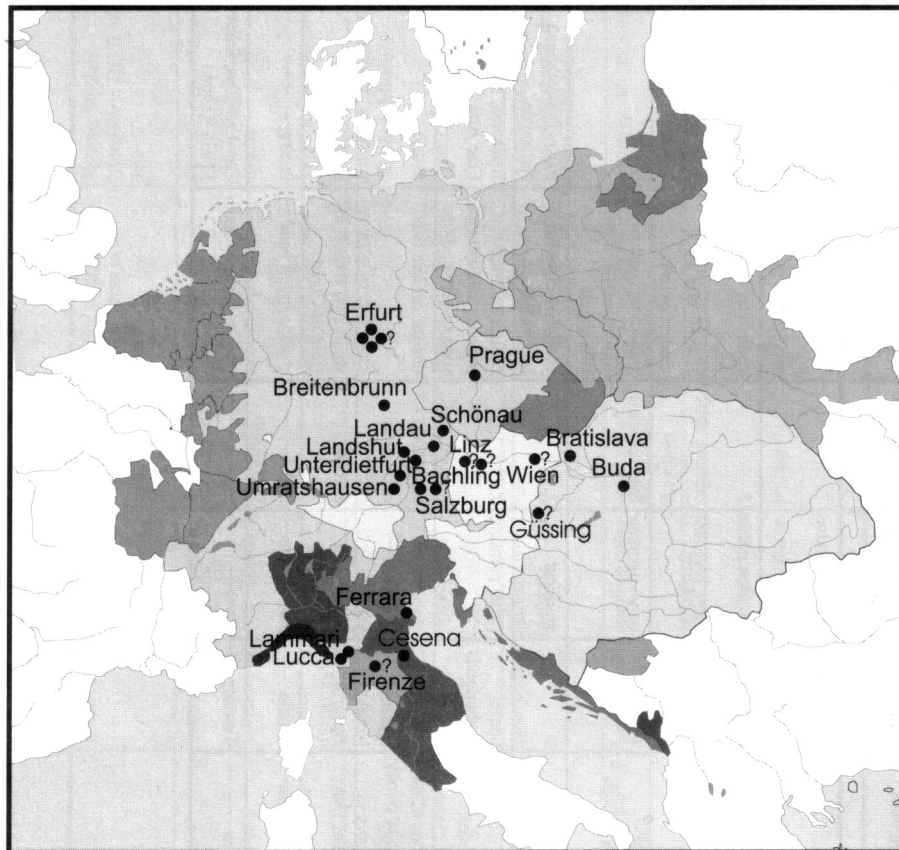 Erfurt
?
Prague
Breitenbrunn
Schönau
Landau
Landshut
Linz
Bratislava
Unterdietfurt
? ?
?
Bachling Wien
Buda
Umratshausen
?
Salzburg
?
Güssing
Ferrara
Lammari
Cesena
Lucca
?
Firenze